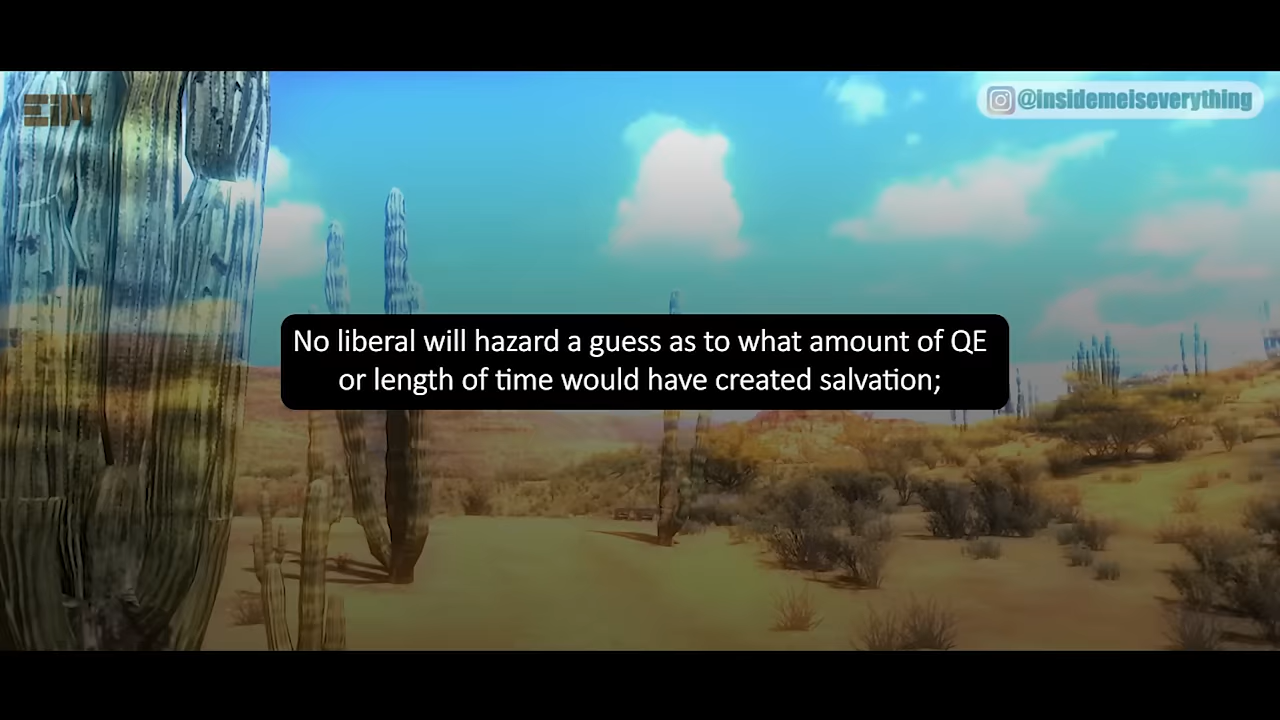 EiM
@insidemeiseverything
No liberal will hazard a guess as to what amount of QE
or length of time would have created salvation;